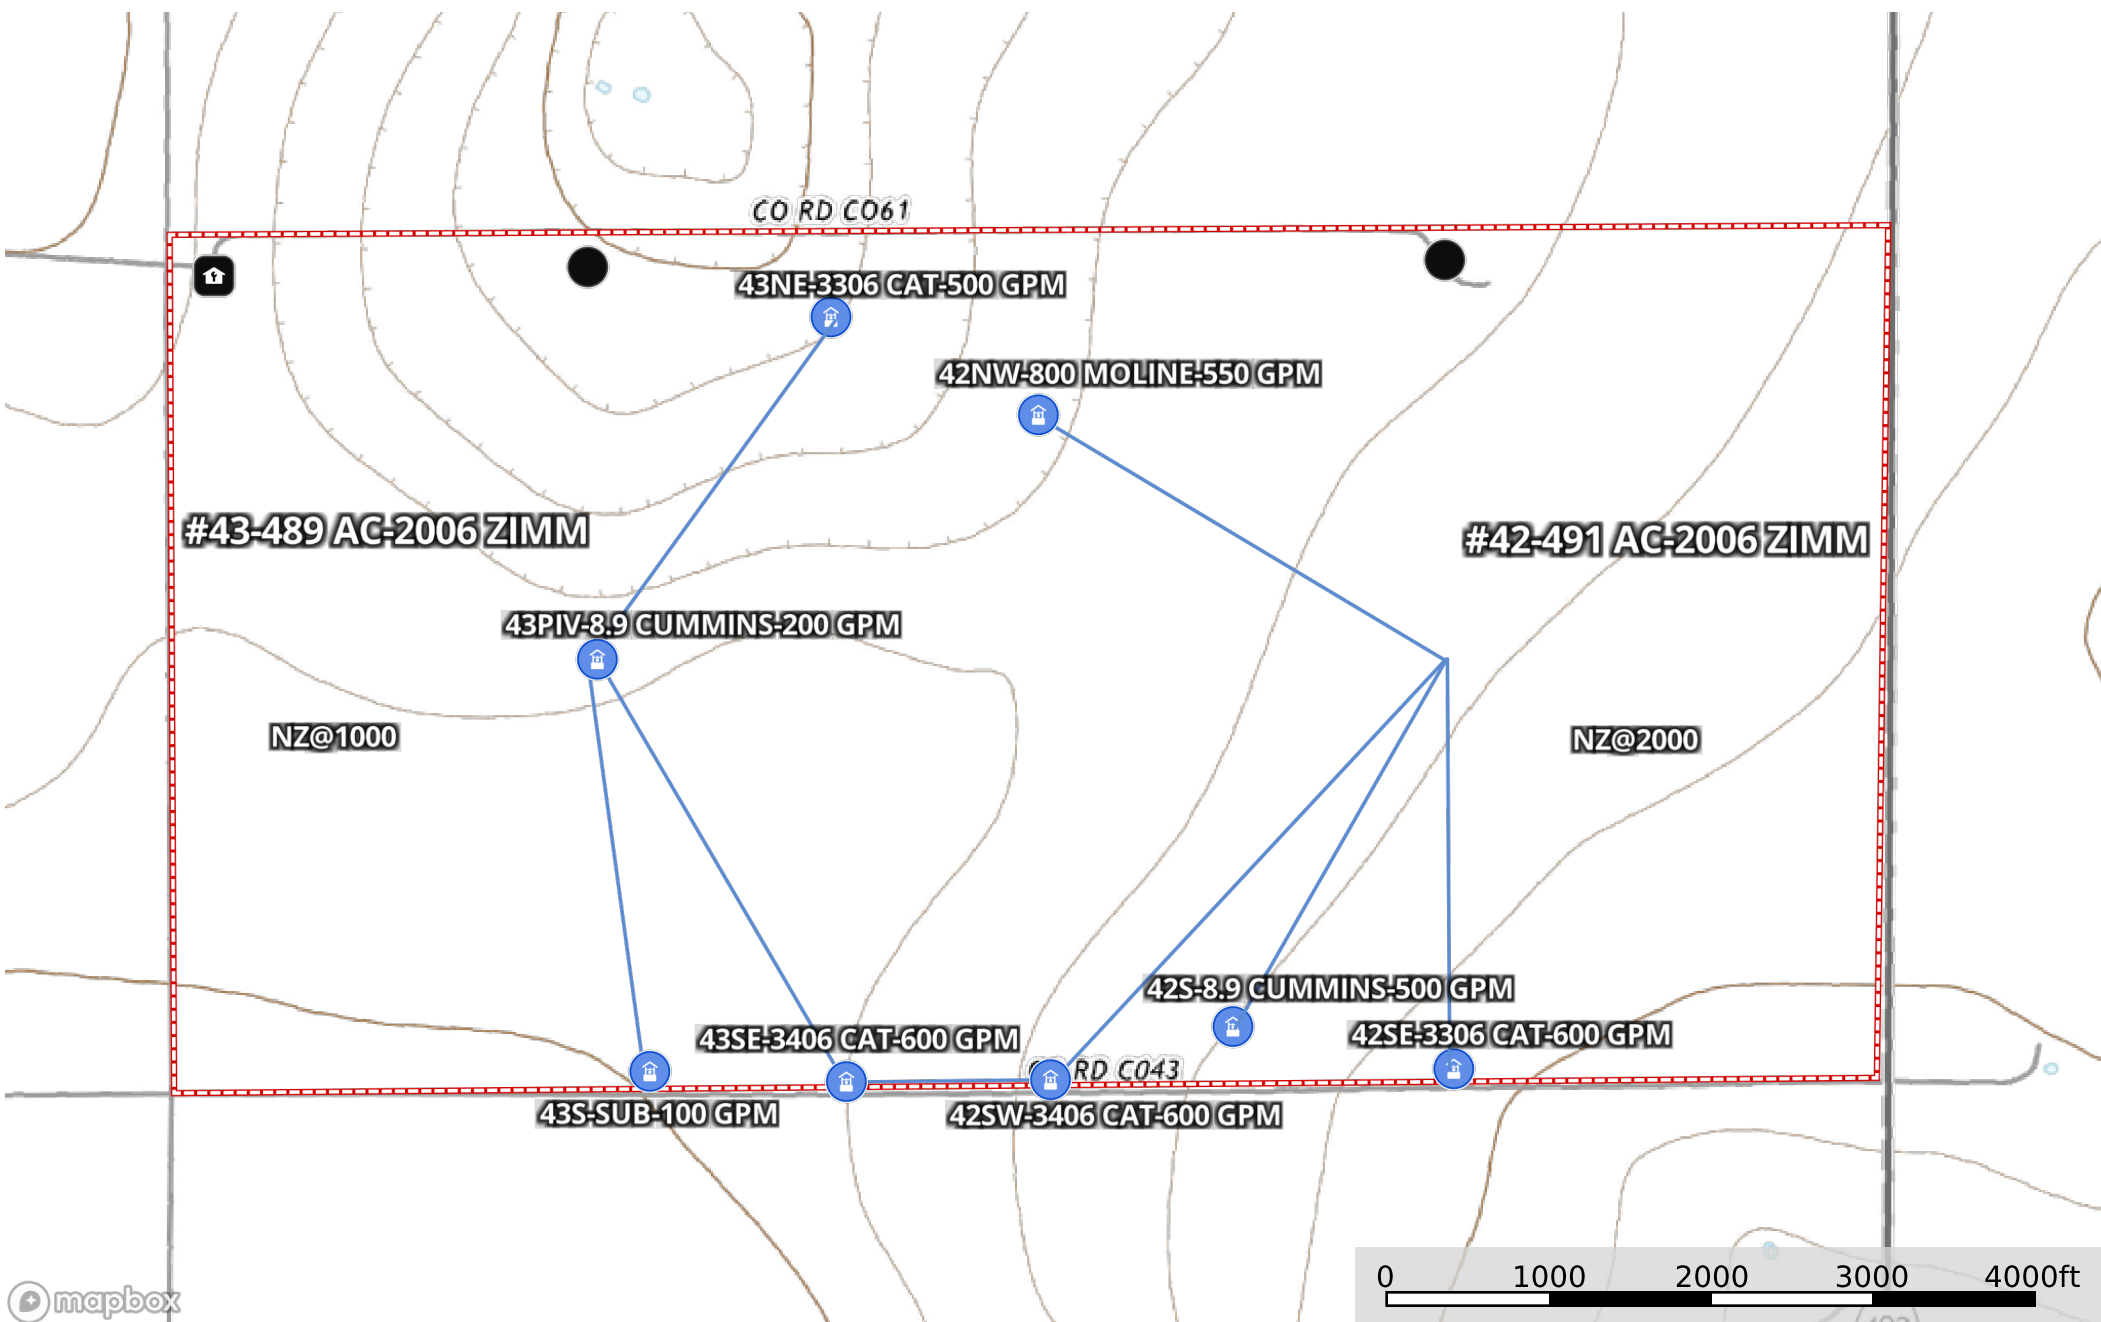 CO RD CO61
43NE-3306 CAT-500 GPM
42NW-800 MOLINE-550 GPM
#43-489 AC-2006 ZIMM
#42-491 AC-2006 ZIMM
43PIV-8.9 CUMMINS-200 GPM
NZ@1000
NZ@2000
42S-8.9 CUMMINS-500 GPM
43SE-3406 CAT-600 GPM
42SE-3306 CAT-600 GPM
RD CO43
43S-SUB-100 GPM
42SW-3406 CAT-600 GPM
0 1000 2000 3000 4000ft
mapbox